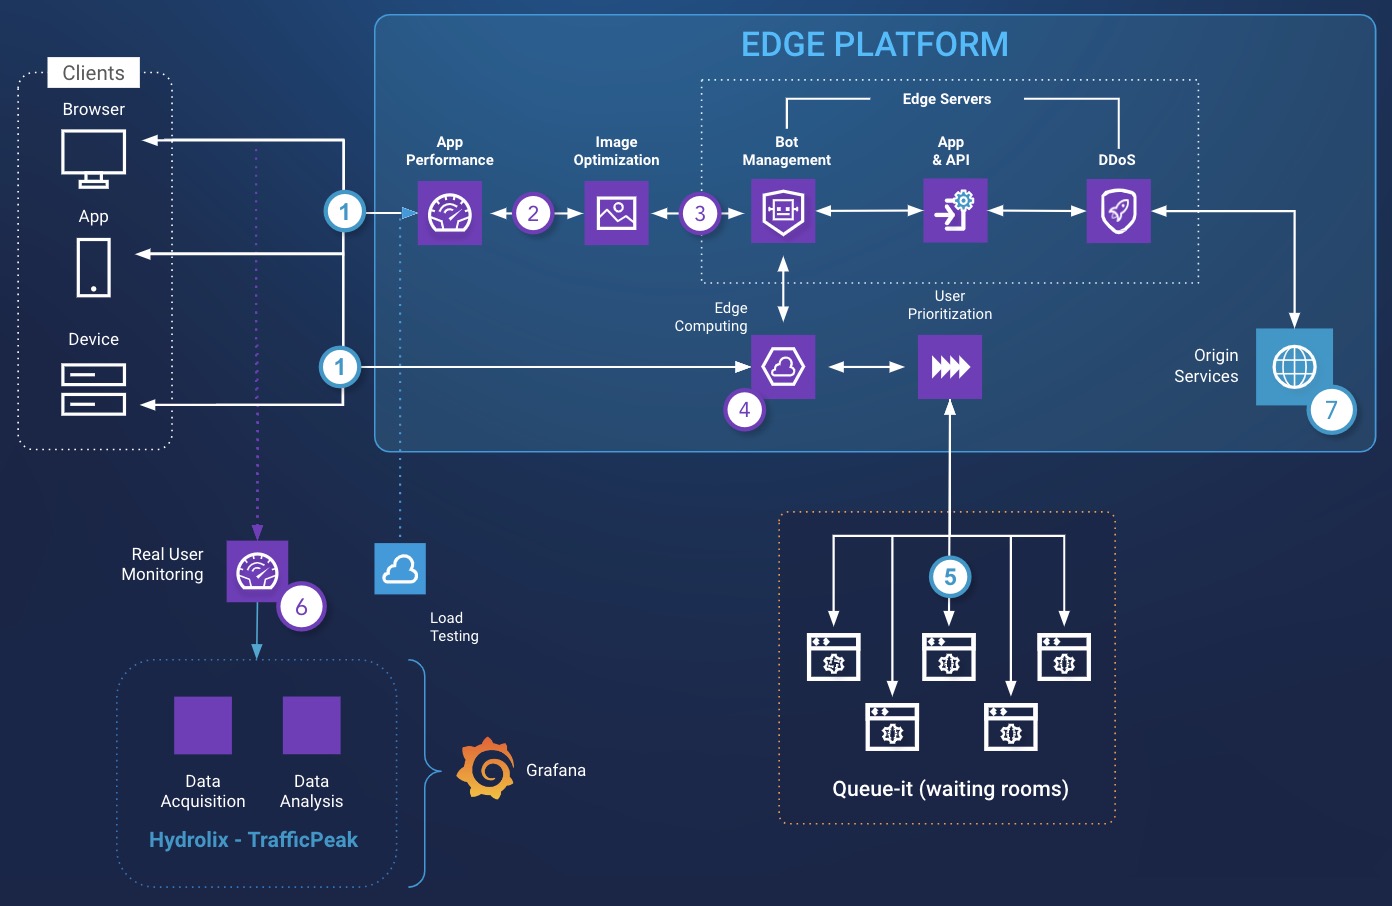 EDGE PLATFORM
Clients
Browser
App
Device
1
1
App
Performance
2
Image
Optimization
3
Edge Servers
Bot
Management
App
& API
DDoS
Edge
Computing
4
User
Prioritization
Origin
Services
7
Real User
Monitoring
6
Load
Testing
5
Queue-it (waiting rooms)
Data
Acquisition
Data
Analysis
Hydrolix - TrafficPeak
Grafana